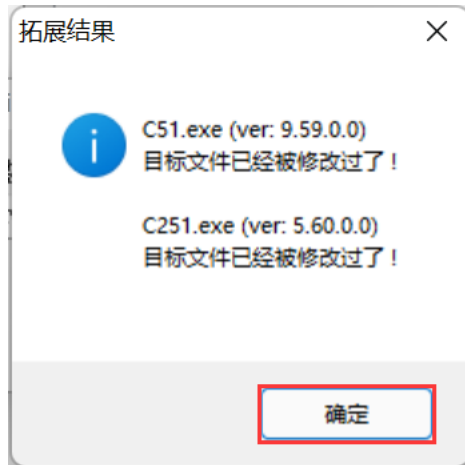 拓展结果
C51.exe (ver: 9.59.0.0)
目标文件已经被修改过了！
C251.exe (ver: 5.60.0.0)
目标文件已经被修改过了！
确定